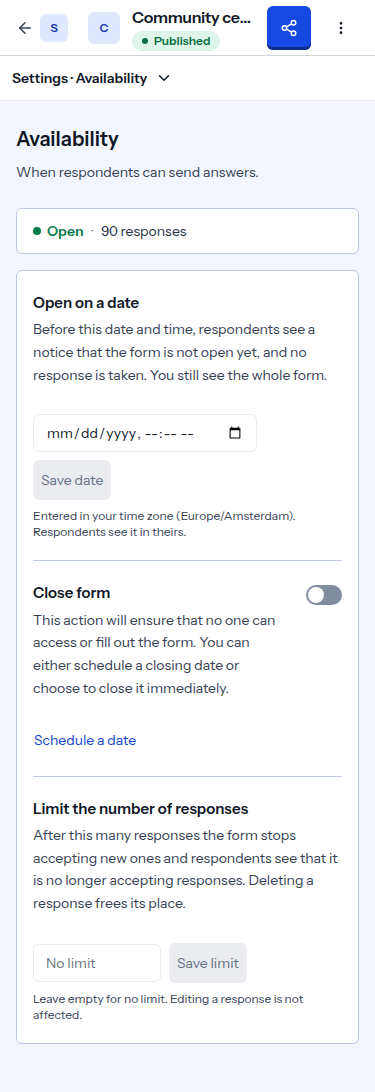 S
C
Community ce...
Published
Settings · Availability
Availability
When respondents can send answers.
Open · 90 responses
Open on a date
Before this date and time, respondents see a
notice that the form is not open yet, and no
response is taken. You still see the whole form.
mm/dd/yyyy, --:-- --
Save date
Entered in your time zone (Europe/Amsterdam).
Respondents see it in theirs.
Close form
This action will ensure that no one can
access or fill out the form. You can
either schedule a closing date or
choose to close it immediately.
Schedule a date
Limit the number of responses
After this many responses the form stops
accepting new ones and respondents see that it
is no longer accepting responses. Deleting a
response frees its place.
No limit
Save limit
Leave empty for no limit. Editing a response is not
affected.